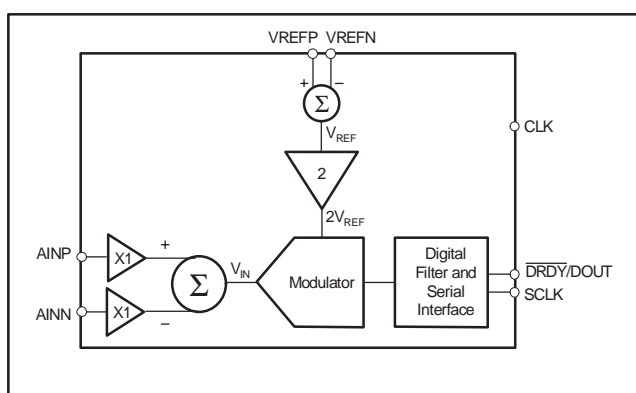 VREFP VREFN
+ −
Σ
VREF
CLK
2
2VREF
AINP
X1
+
Σ
VIN
Modulator
Digital
Filter and
Serial
Interface
DRDY/DOUT
SCLK
AINN
X1
−